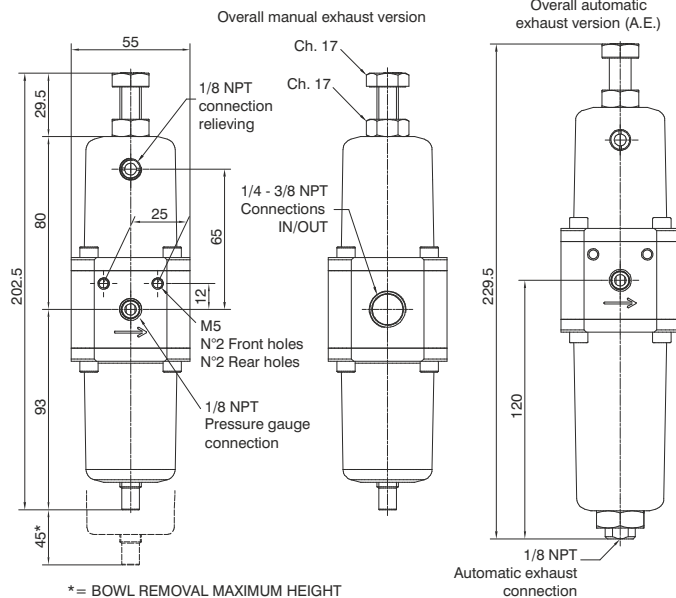 Overall manual exhaust version
Overall automatic
exhaust version (A.E.)
55
29.5
80
202.5
93
45*
1/8 NPT
connection
relieving
25
65
12
M5
N°2 Front holes
N°2 Rear holes
1/8 NPT
Pressure gauge
connection
Ch. 17
Ch. 17
1/4 - 3/8 NPT
Connections
IN/OUT
229.5
120
1/8 NPT
Automatic exhaust
connection
*= BOWL REMOVAL MAXIMUM HEIGHT